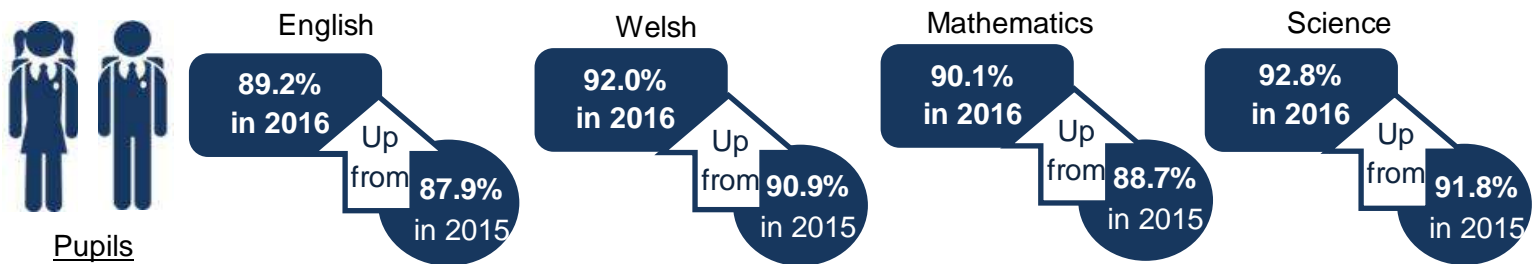 English
89.2%
in 2016
Up
from
87.9%
in 2015
Welsh
92.0%
in 2016
Up
from
90.9%
in 2015
Mathematics
90.1%
in 2016
Up
from
88.7%
in 2015
Science
92.8%
in 2016
Up
from
91.8%
in 2015
Pupils